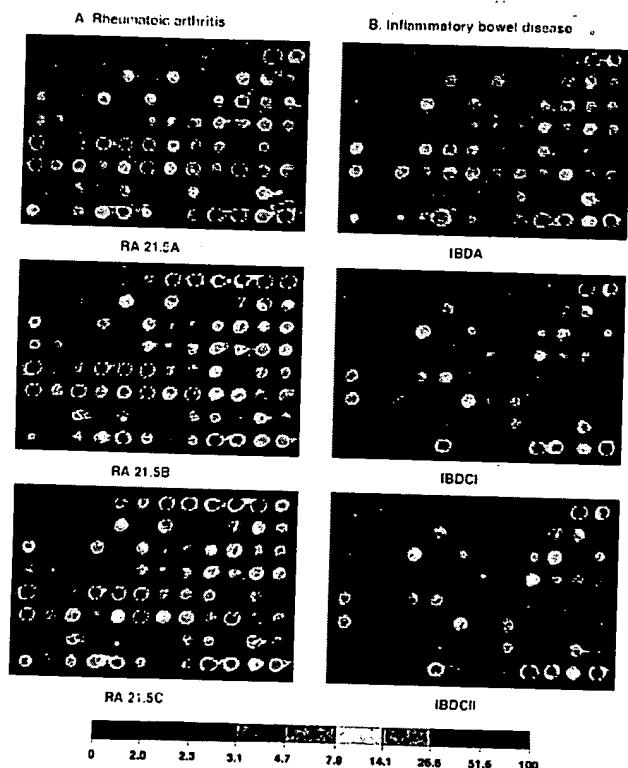 A. Rheumatoid arthritis
B. Inflammatory bowel disease
RA 21.5A
IBDA
RA 21.5B
IBDCI
RA 21.5C
IBDCII
0 2.0 2.3 3.1 4.7 7.8 14.1 26.6 51.6 100